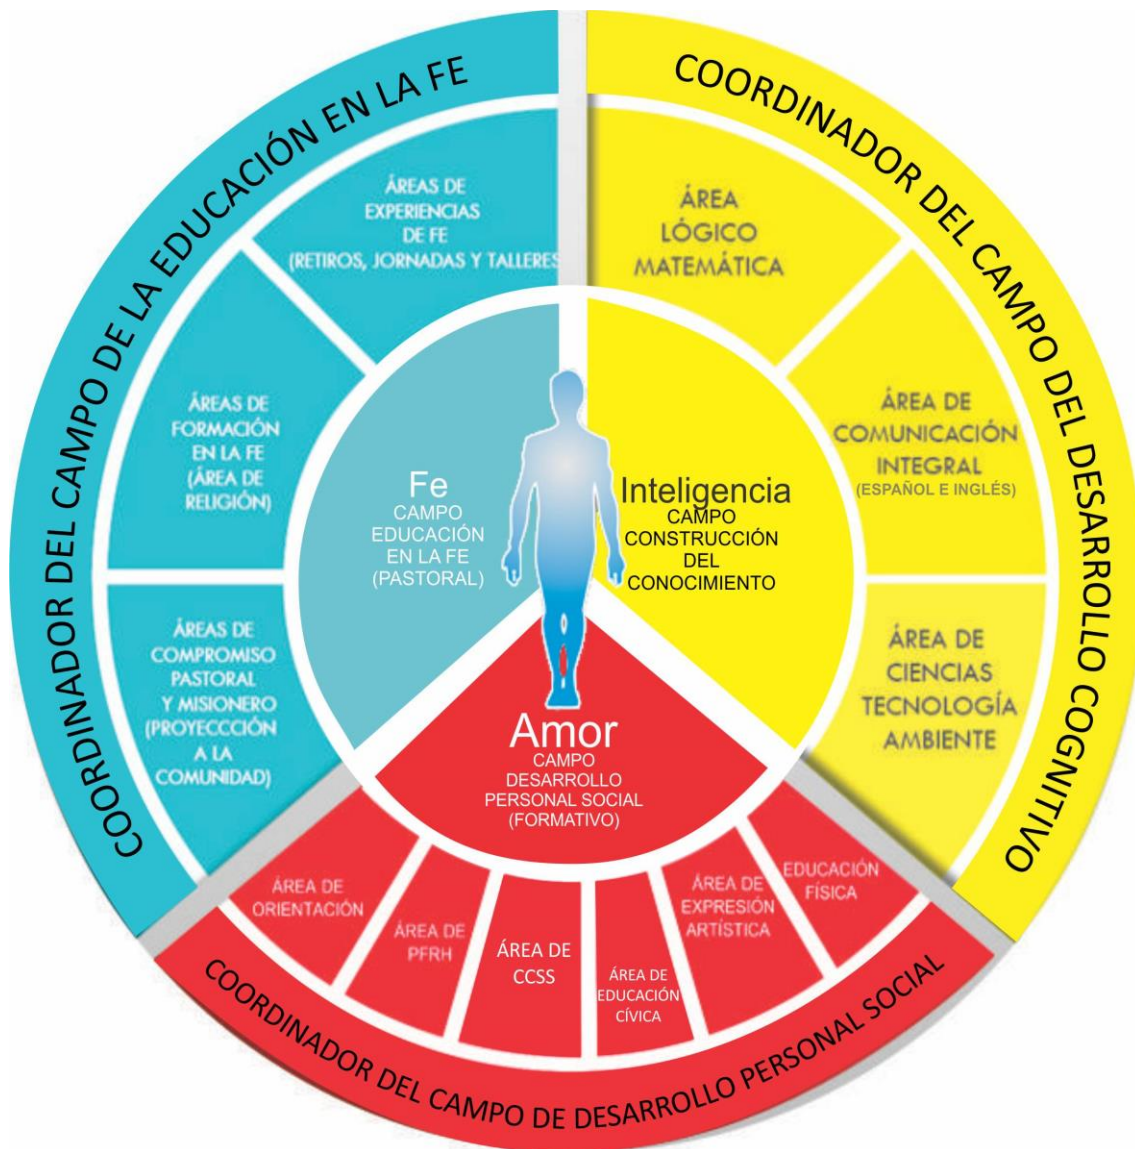 COORDINADOR DEL CAMPO DE LA EDUCACIÓN EN LA FE
ÁREAS DE
EXPERIENCIAS
DE FE
(RETIROS, JORNADAS Y TALLERES
ÁREAS DE
FORMACIÓN
EN LA FE
(ÁREA DE
RELIGIÓN)
ÁREAS DE
COMPROMISO
PASTORAL
Y MISIONERO
(PROYECCCIÓN
A LA
COMUNIDAD)
Fe
CAMPO
EDUCACIÓN
EN LA FE
(PASTORAL)
COORDINADOR DEL CAMPO DEL DESARROLLO COGNITIVO
ÁREA
LÓGICO
MATEMÁTICA
ÁREA DE
COMUNICACIÓN
INTEGRAL
(ESPAÑOL E INGLÉS)
ÁREA DE
CIENCIAS
TECNOLOGÍA
AMBIENTE
Inteligencia
CAMPO
CONSTRUCCIÓN
DEL
CONOCIMIENTO
Amor
CAMPO
DESARROLLO
PERSONAL SOCIAL
(FORMATIVO)
ÁREA DE
ORIENTACIÓN
ÁREA DE
PFRH
ÁREA DE
CCSS
ÁREA DE
EDUCACIÓN
CÍVICA
ÁREA DE
EXPRESIÓN
ARTÍSTICA
EDUCACIÓN
FÍSICA
COORDINADOR DEL CAMPO DE DESARROLLO PERSONAL SOCIAL